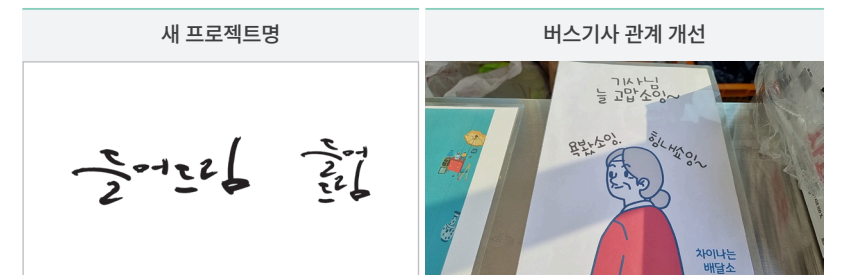 새 프로젝트명
버스기사 관계 개선
들어드림
들어
드림
기사님
늘 고맙소잉~
욕봤소잉.
힘내쇼잉~
차이나는
배달소